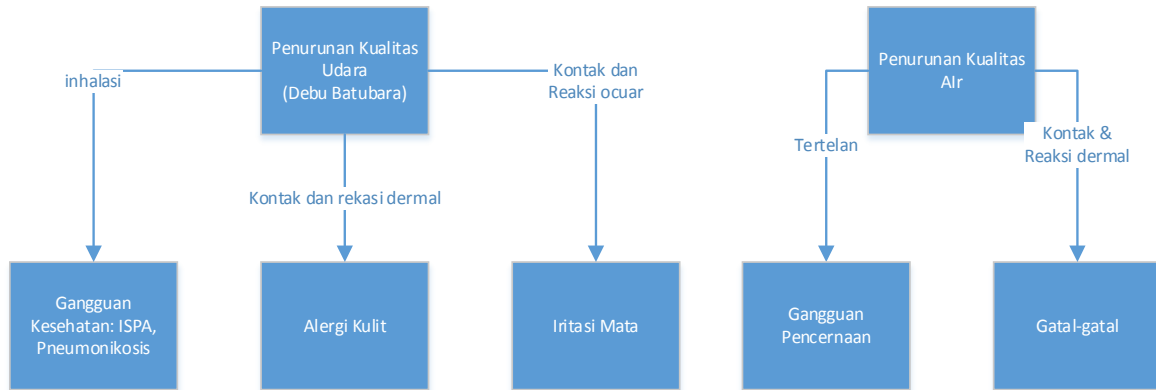 Penurunan Kualitas
Udara
(Debu Batubara)
Penurunan Kualitas
AIr
inhalasi
Kontak dan
Reaksi ocuar
Kontak dan rekasi dermal
Tertelan
Kontak &
Reaksi dermal
Gangguan
Kesehatan: ISPA,
Pneumonikosis
Alergi Kulit
Iritasi Mata
Gangguan
Pencernaan
Gatal-gatal